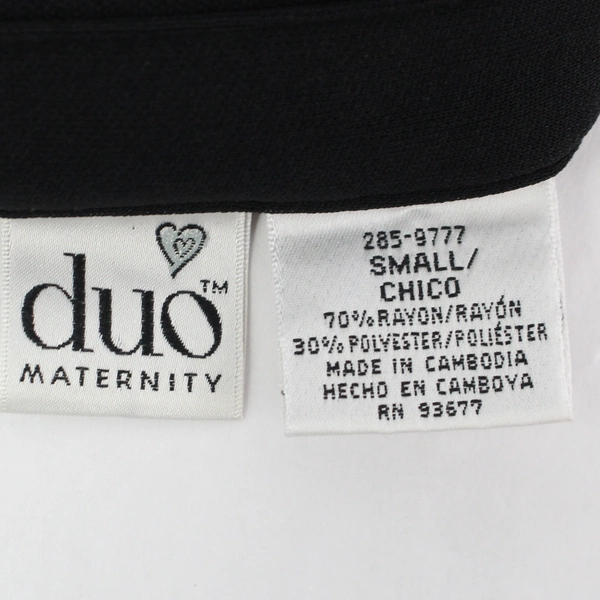 duo™
MATERNITY
285-9777
SMALL/
CHICO
70% RAYON/RAYÓN
30% POLYESTER/POLIÉSTER
MADE IN CAMBODIA
HECHO EN CAMBOYA
RN 93677